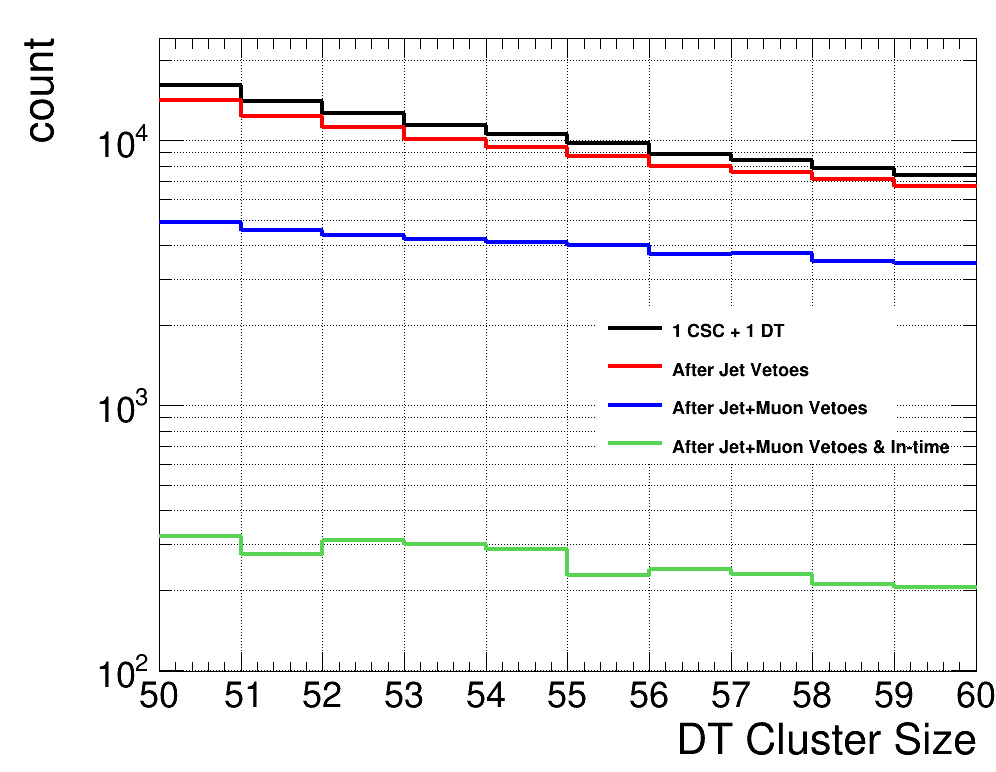 count
10^4
10^3
10^2
1 CSC + 1 DT
After Jet Vetoes
After Jet+Muon Vetoes
After Jet+Muon Vetoes & In-time
50 51 52 53 54 55 56 57 58 59 60
DT Cluster Size